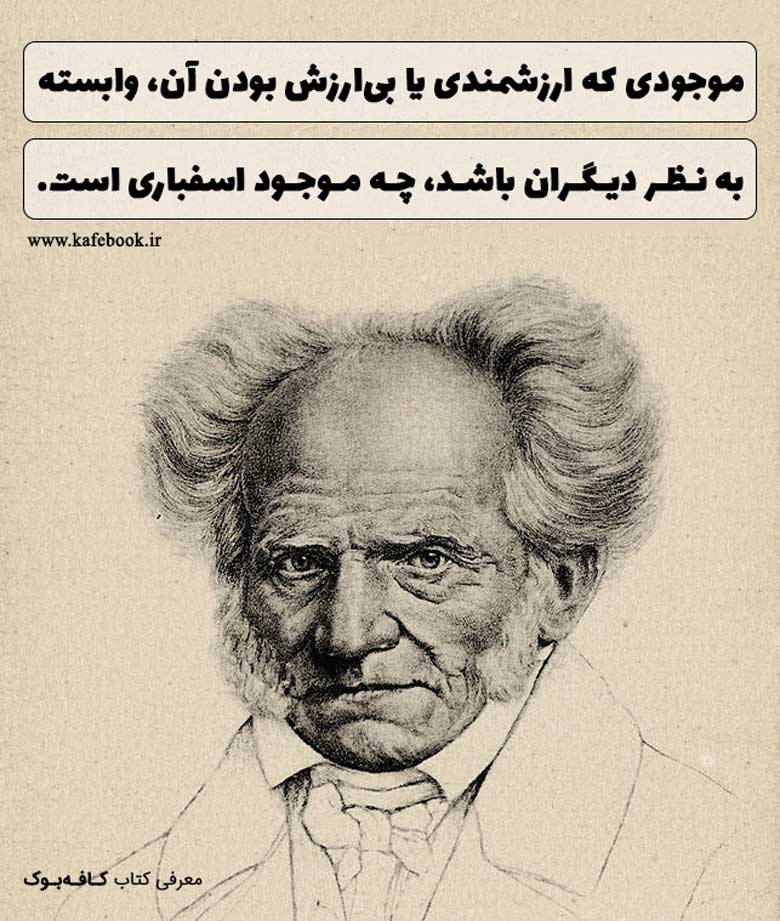 موجودی که ارزشمندی یا بی‌ارزش بودن آن، وابسته
به نظر دیگران باشد، چه موجود اسفباری است.
www.kafebook.ir
معرفی کتاب کافه‌بوک